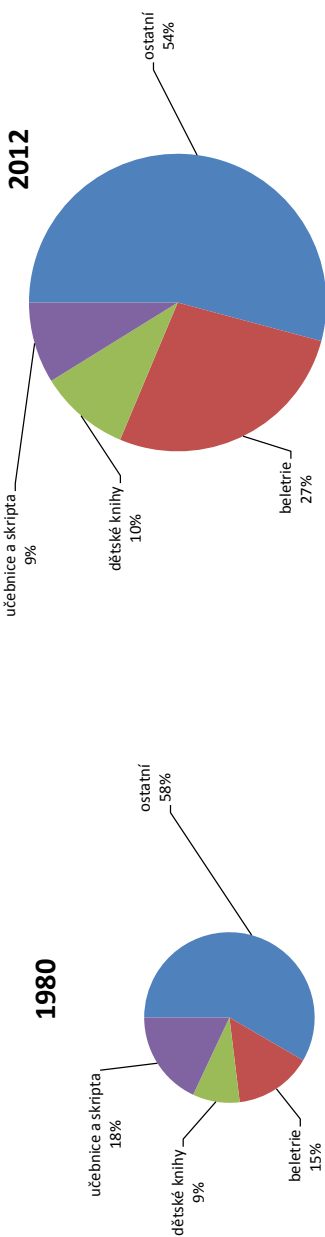 1980
ostatní
58%
beletrie
15%
dětské knihy
9%
učebnice a skripta
18%
2012
ostatní
54%
beletrie
27%
dětské knihy
10%
učebnice a skripta
9%